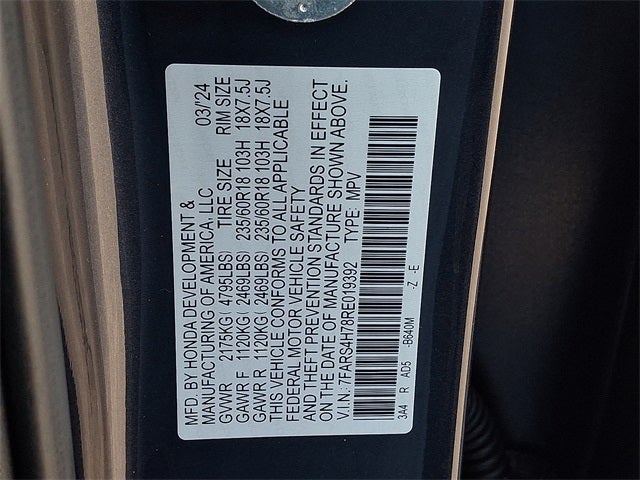 MFD. BY HONDA DEVELOPMENT &
MANUFACTURING OF AMERICA, LLC 03/'24
GVWR 2175KG( 4795LBS) TIRE SIZE RIM SIZE
GAWR F 1120KG( 2469LBS) 235/60R18 103H 18X7.5J
GAWR R 1120KG( 2469LBS) 235/60R18 103H 18X7.5J
THIS VEHICLE CONFORMS TO ALL APPLICABLE
FEDERAL MOTOR VEHICLE SAFETY
AND THEFT PREVENTION STANDARDS IN EFFECT
ON THE DATE OF MANUFACTURE SHOWN ABOVE.
V.I.N.: 7FARS4H78RE019392 TYPE: MPV
3A4 R AD5 -B640M -Z -E